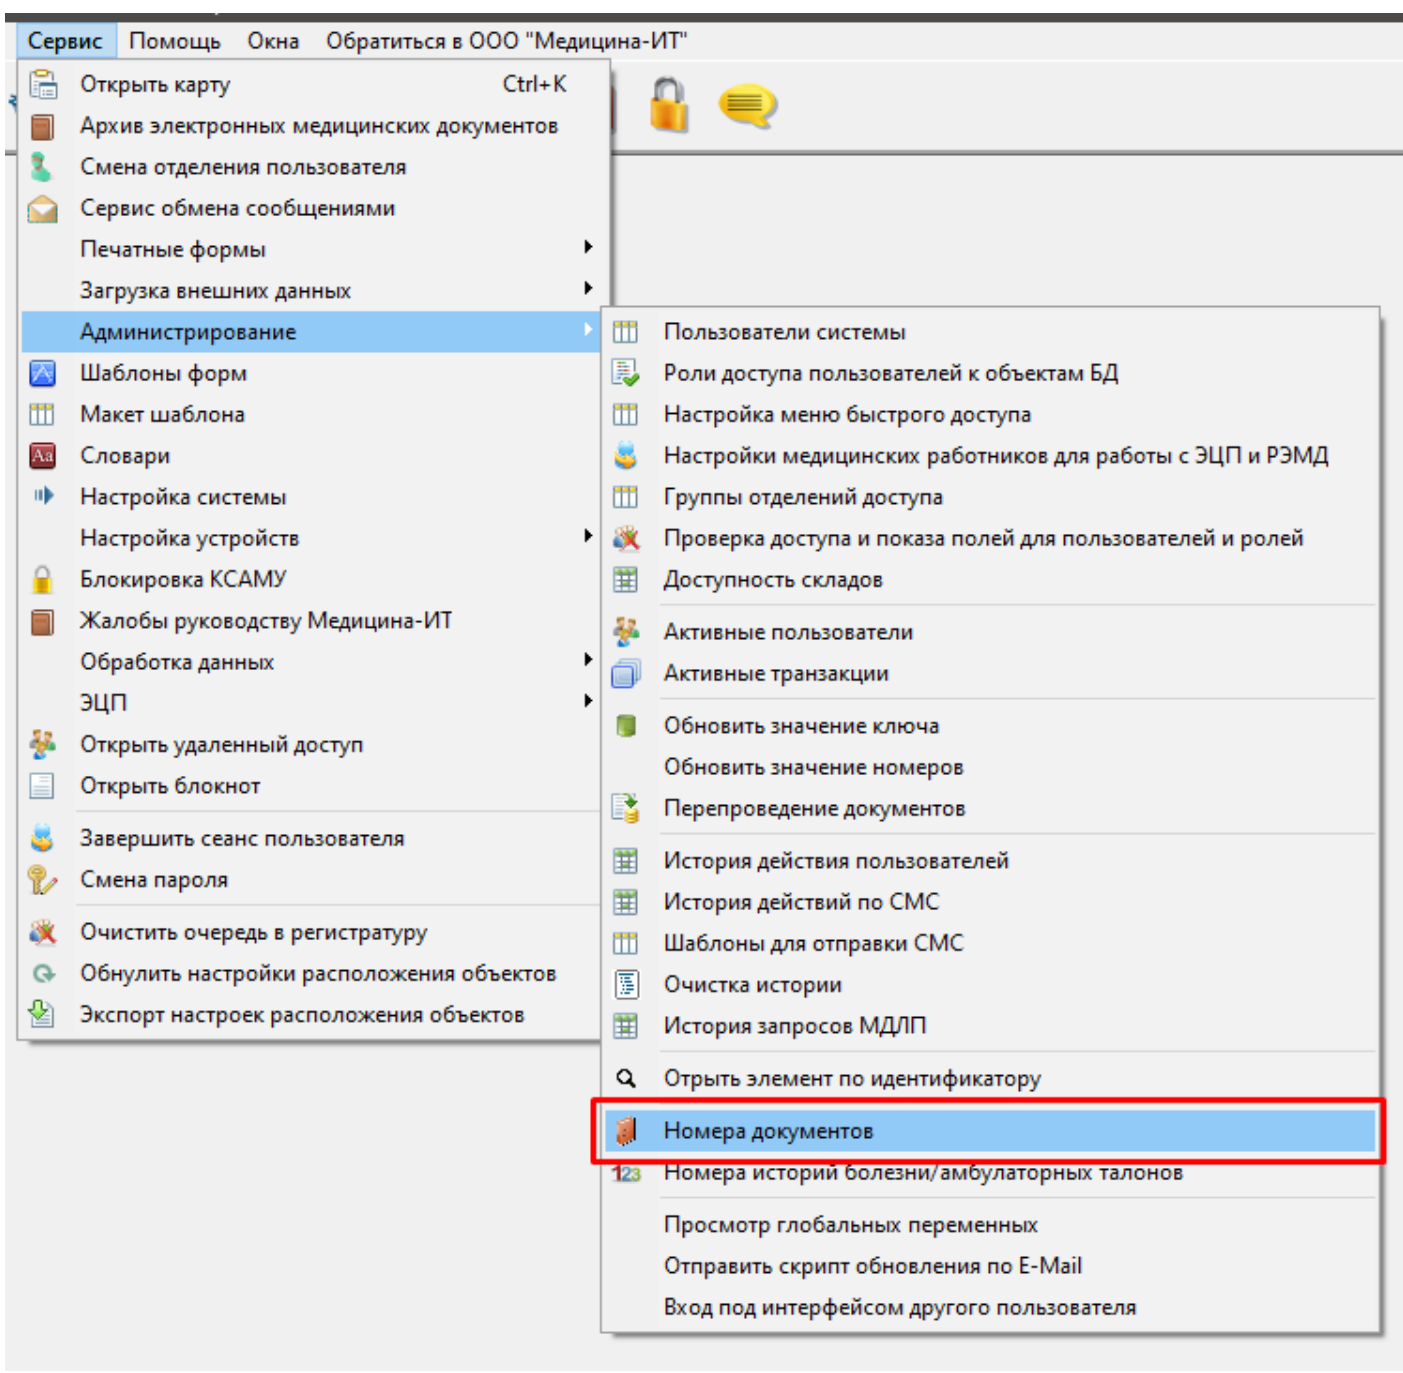 Сервис Помощь Окна Обратиться в ООО "Медицина-ИТ"
Открыть карту Ctrl+K
Архив электронных медицинских документов
Смена отделения пользователя
Сервис обмена сообщениями
Печатные формы
Загрузка внешних данных
Администрирование
Шаблоны форм
Макет шаблона
Aa Словари
Настройка системы
Настройка устройств
Блокировка КСАМУ
Жалобы руководству Медицина-ИТ
Обработка данных
ЭЦП
Открыть удаленный доступ
Открыть блокнот
Завершить сеанс пользователя
Смена пароля
Очистить очередь в регистратуру
Обнулить настройки расположения объектов
Экспорт настроек расположения объектов
Пользователи системы
Роли доступа пользователей к объектам БД
Настройка меню быстрого доступа
Настройки медицинских работников для работы с ЭЦП и РЭМД
Группы отделений доступа
Проверка доступа и показа полей для пользователей и ролей
Доступность складов
Активные пользователи
Активные транзакции
Обновить значение ключа
Обновить значение номеров
Перепроведение документов
История действия пользователей
История действий по СМС
Шаблоны для отправки СМС
Очистка истории
История запросов МДЛП
Отрыть элемент по идентификатору
Номера документов
123 Номера историй болезни/амбулаторных талонов
Просмотр глобальных переменных
Отправить скрипт обновления по E-Mail
Вход под интерфейсом другого пользователя